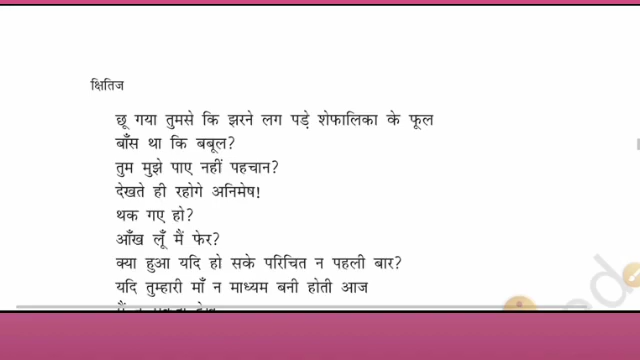 क्षितिज
छू गया तुमसे कि झरने लग पड़े शेफालिका के फूल
बाँस था कि बबूल?
तुम मुझे पाए नहीं पहचान?
देखते ही रहोगे अनिमेष!
थक गए हो?
आँख लूँ मैं फेर?
क्या हुआ यदि हो सके परिचित न पहली बार?
यदि तुम्हारी माँ न माध्यम बनी होती आज